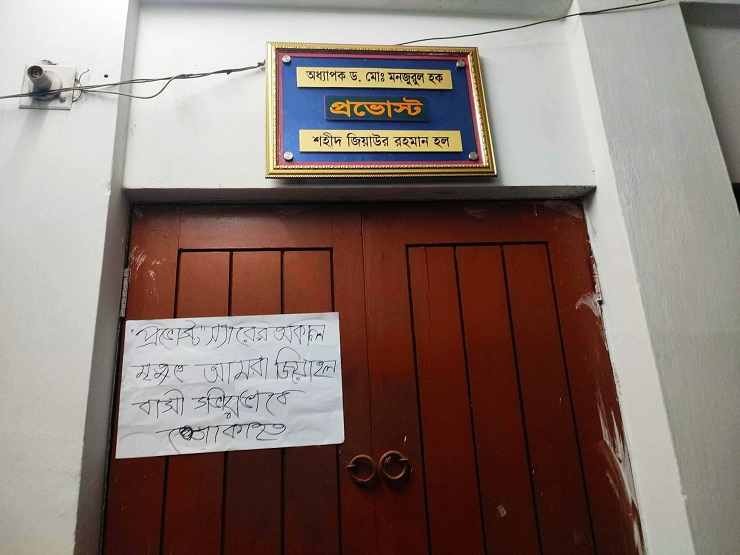 অধ্যাপক ড. মোঃ মনজুরুল হক
প্রভোস্ট
শহীদ জিয়াউর রহমান হল
"প্রভোস্ট" স্যারের অকাল
মৃত্যুতে আমরা জিয়াহল
বাসী গভীরভাবে
শোকাহত